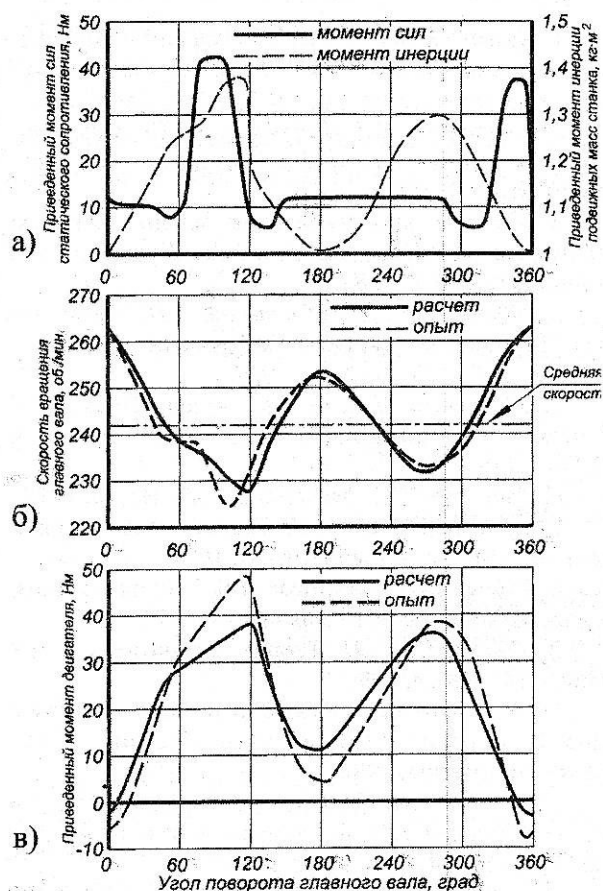 а)
Приведенный момент сил
статического сопротивления, Нм
50
40
30
20
10
0
момент сил
момент инерции
1,5
1,4
1,3
1,2
1,1
1
Приведенный момент инерции
подвижных масс станка, кг·м²
0 60 120 180 240 300 360
б)
Скорость вращения
главного вала, об./мин.
270
260
250
240
230
220
расчет
опыт
Средняя
скорост
0 60 120 180 240 300 360
в)
Приведенный момент двигателя, Нм
50
40
30
20
10
0
-10
расчет
опыт
0 60 120 180 240 300 360
Угол поворота главного вала, град.